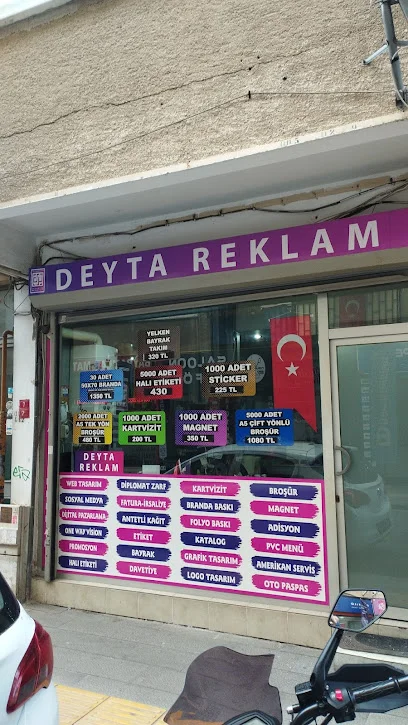 DEYTA REKLAM
YELKEN
BAYRAK
TAKIM
320 TL
30 ADET
50X70 BRANDA
1350 TL
5000 ADET
HALI ETİKETİ
430
1000 ADET
STICKER
225 TL
2000 ADET
A5 TEK YÖN
BROŞÜR
480 TL
1000 ADET
KARTVİZİT
200 TL
1000 ADET
MAGNET
350 TL
5000 ADET
A5 ÇİFT YÖNLÜ
BROŞÜR
1080 TL
DEYTA
REKLAM
WEB TASARIM
SOSYAL MEDYA
DİJİTAL PAZARLAMA
ONE WAY VISION
PROMOSYON
HALI ETİKETİ
DİPLOMAT ZARF
FATURA-İRSALİYE
ANTETLİ KAĞIT
ETİKET
BAYRAK
DAVETİYE
KARTVİZİT
BRANDA BASKI
FOLYO BASKI
KATALOG
GRAFİK TASARIM
LOGO TASARIM
BROŞÜR
MAGNET
ADİSYON
PVC MENÜ
AMERİKAN SERVİS
OTO PASPAS